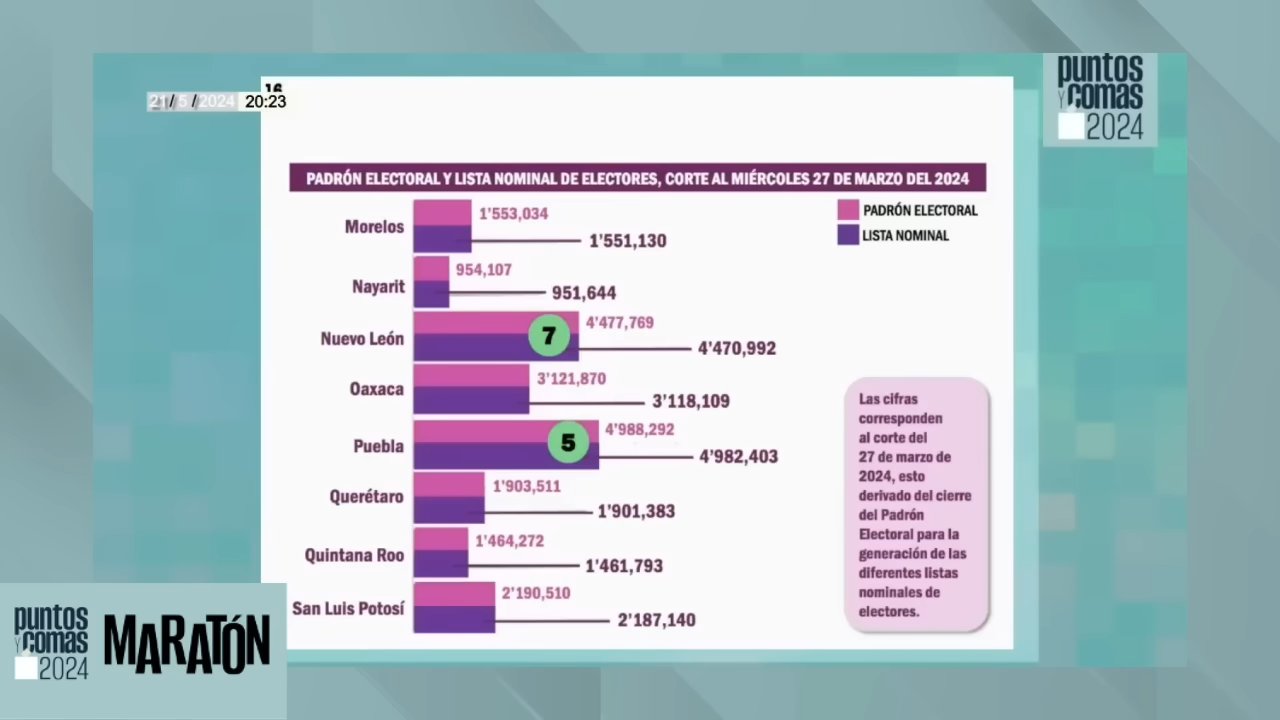 16
21/ 5 /2024 20:23
puntos
Y comas
2024
PADRÓN ELECTORAL Y LISTA NOMINAL DE ELECTORES, CORTE AL MIÉRCOLES 27 DE MARZO DEL 2024
PADRÓN ELECTORAL
LISTA NOMINAL
Morelos
1'553,034
1'551,130
Nayarit
954,107
951,644
Nuevo León
7
4'477,769
4'470,992
Oaxaca
3'121,870
3'118,109
Puebla
5
4'988,292
4'982,403
Querétaro
1'903,511
1'901,383
Quintana Roo
1'464,272
1'461,793
San Luis Potosí
2'190,510
2'187,140
Las cifras
corresponden
al corte del
27 de marzo de
2024, esto
derivado del cierre
del Padrón
Electoral para la
generación de las
diferentes listas
nominales de
electores.
puntos
Y comas
2024
MARATÓN